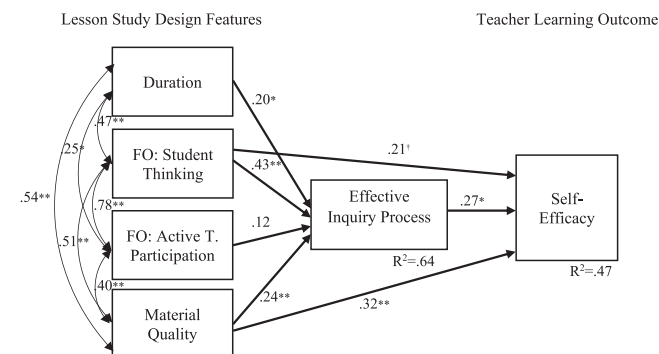 Lesson Study Design Features
Teacher Learning Outcome
Duration
.20*
.47**
.25*
FO: Student
Thinking
.21†
.43**
.54**
.78**
Effective
Inquiry Process
.27*
Self-
Efficacy
FO: Active T.
Participation
.12
.51**
R²=.64
R²=.47
.40**
Material
Quality
.24**
.32**